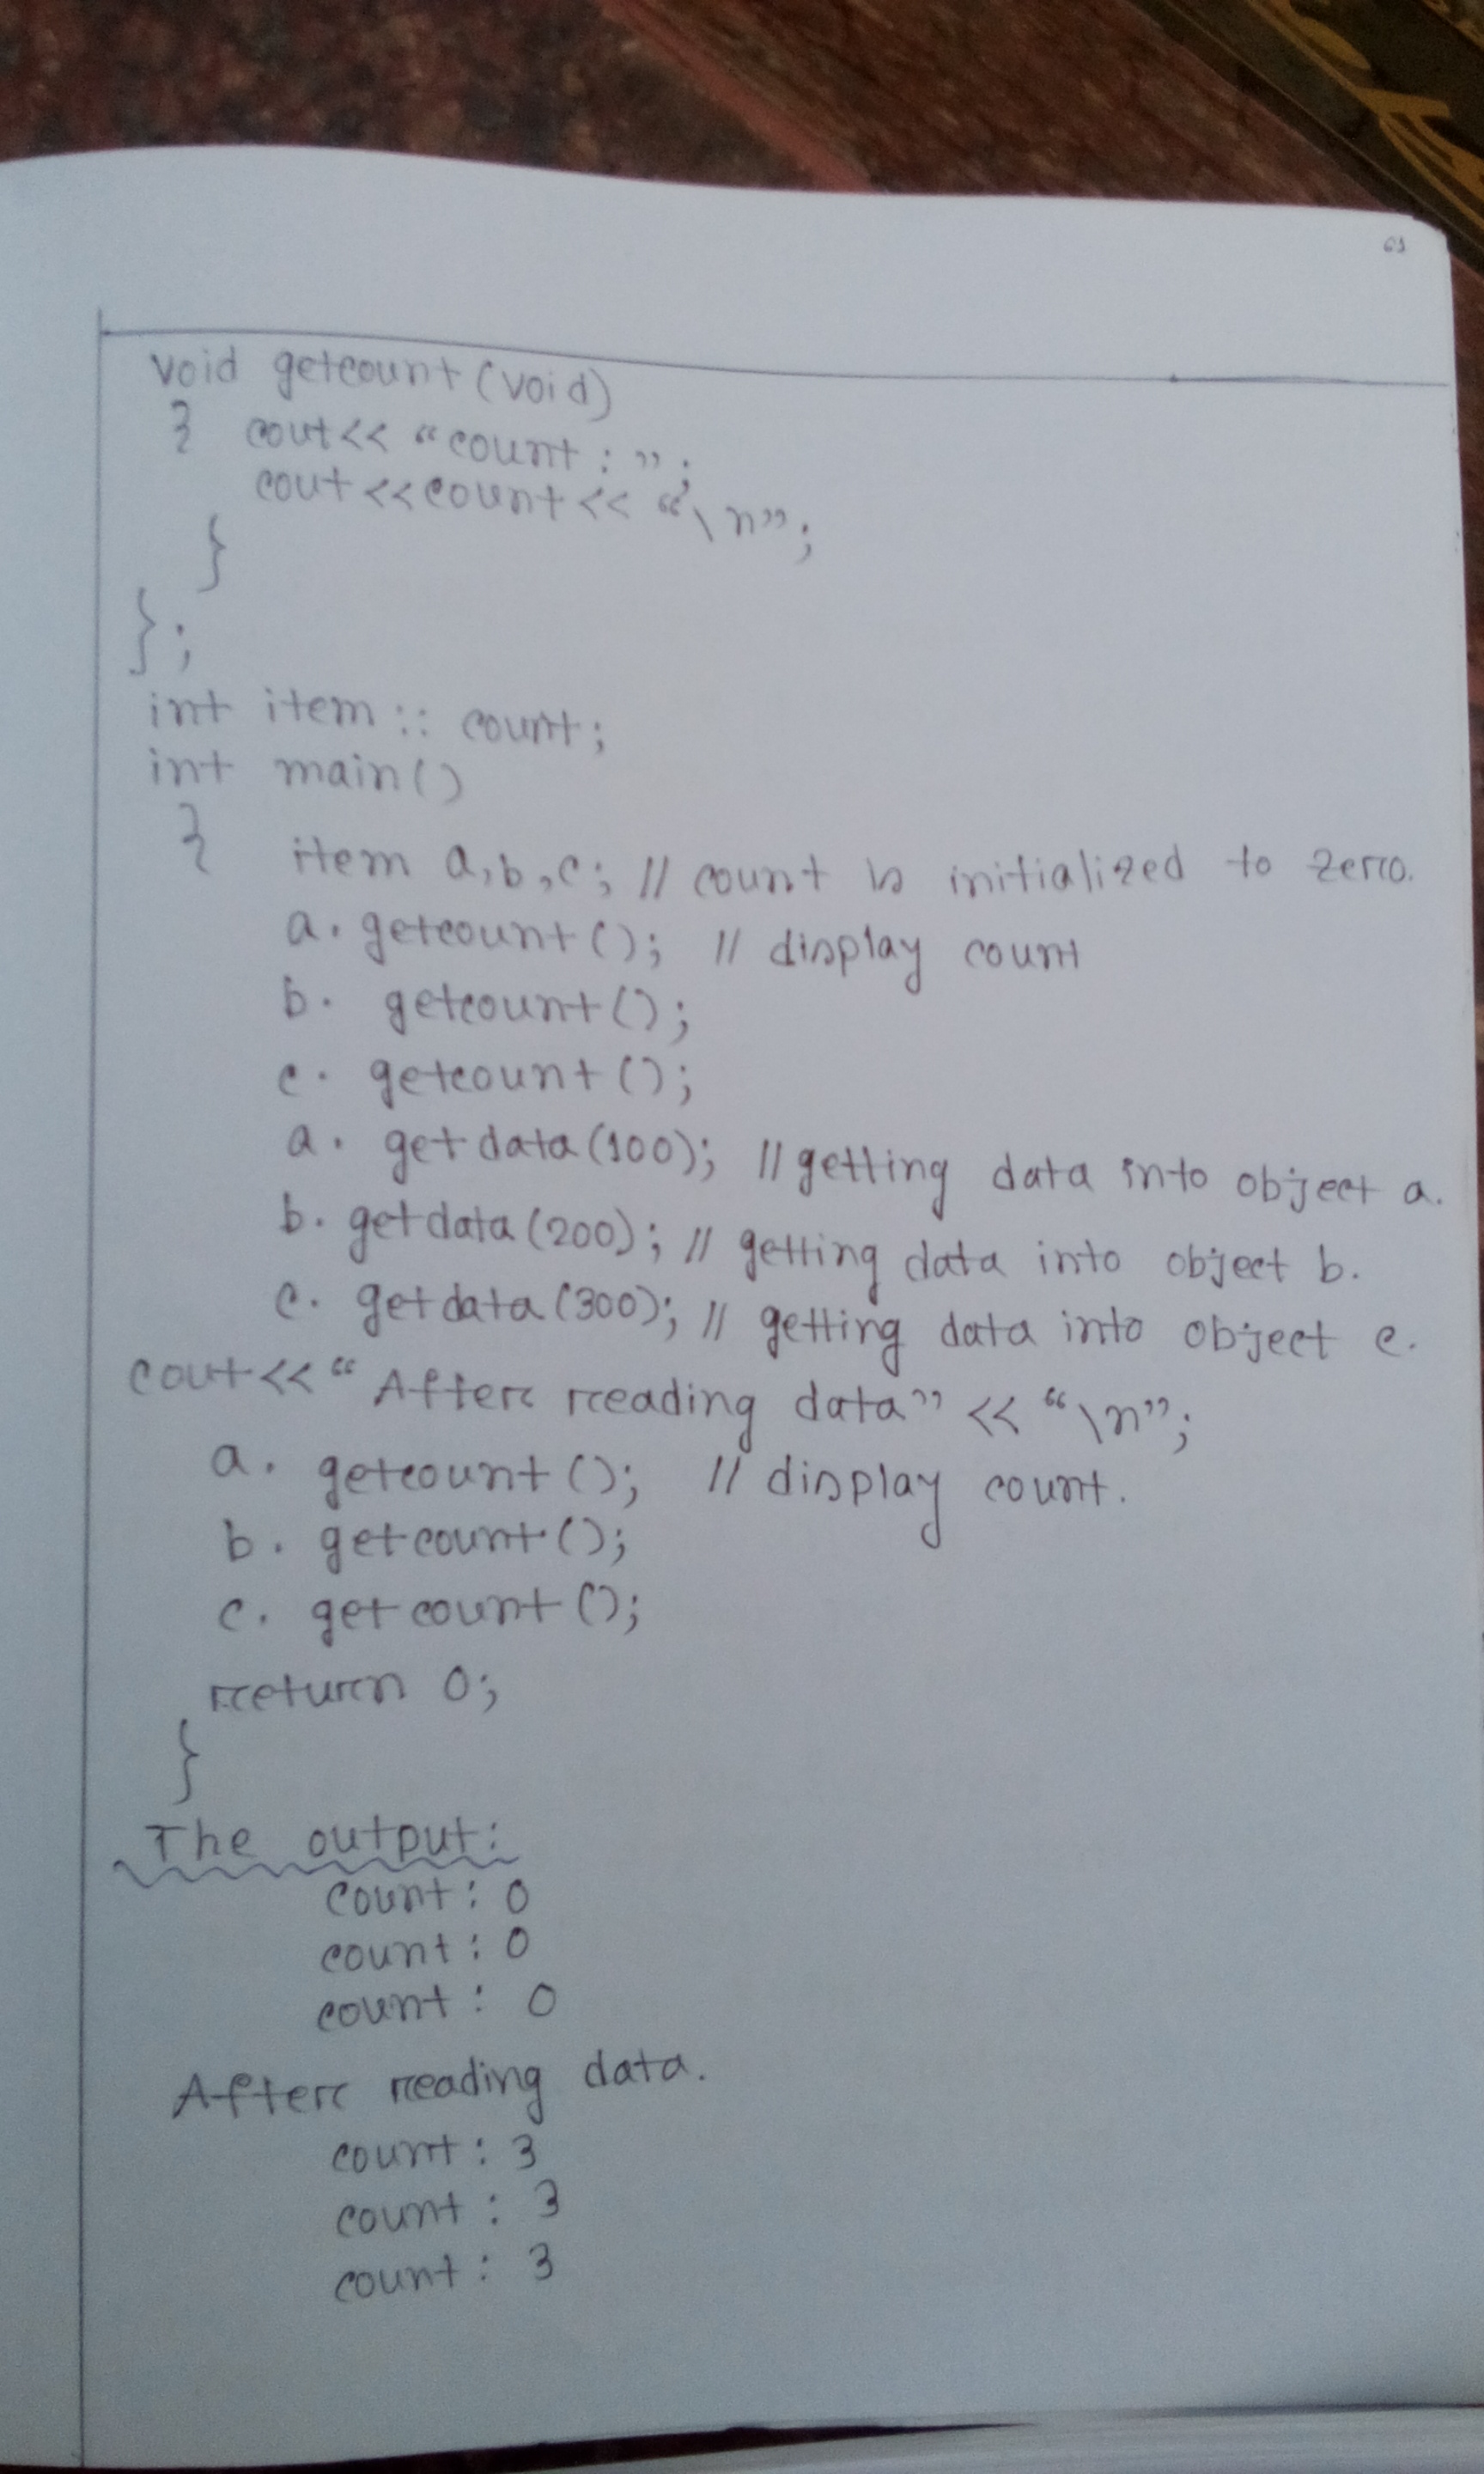 63
void getcount(void)
{ cout<< "count : ";
cout<<count<< "\n";
}
};
int item :: count;
int main()
{ item a,b,c; // count is initialized to zero.
a. getcount(); // display count
b. getcount();
c. getcount();
a. getdata(100); // getting data into object a.
b. getdata(200); // getting data into object b.
c. getdata(300); // getting data into object c.
cout<< "After reading data" << "\n";
a. getcount(); // display count.
b. getcount();
c. getcount();
return 0;
}
The output:
count: 0
count: 0
count: 0
After reading data.
count: 3
count: 3
count: 3